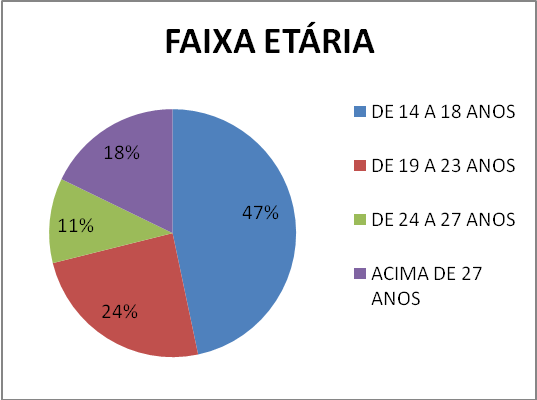 FAIXA ETÁRIA
DE 14 A 18 ANOS
DE 19 A 23 ANOS
DE 24 A 27 ANOS
ACIMA DE 27
ANOS
47%
24%
11%
18%